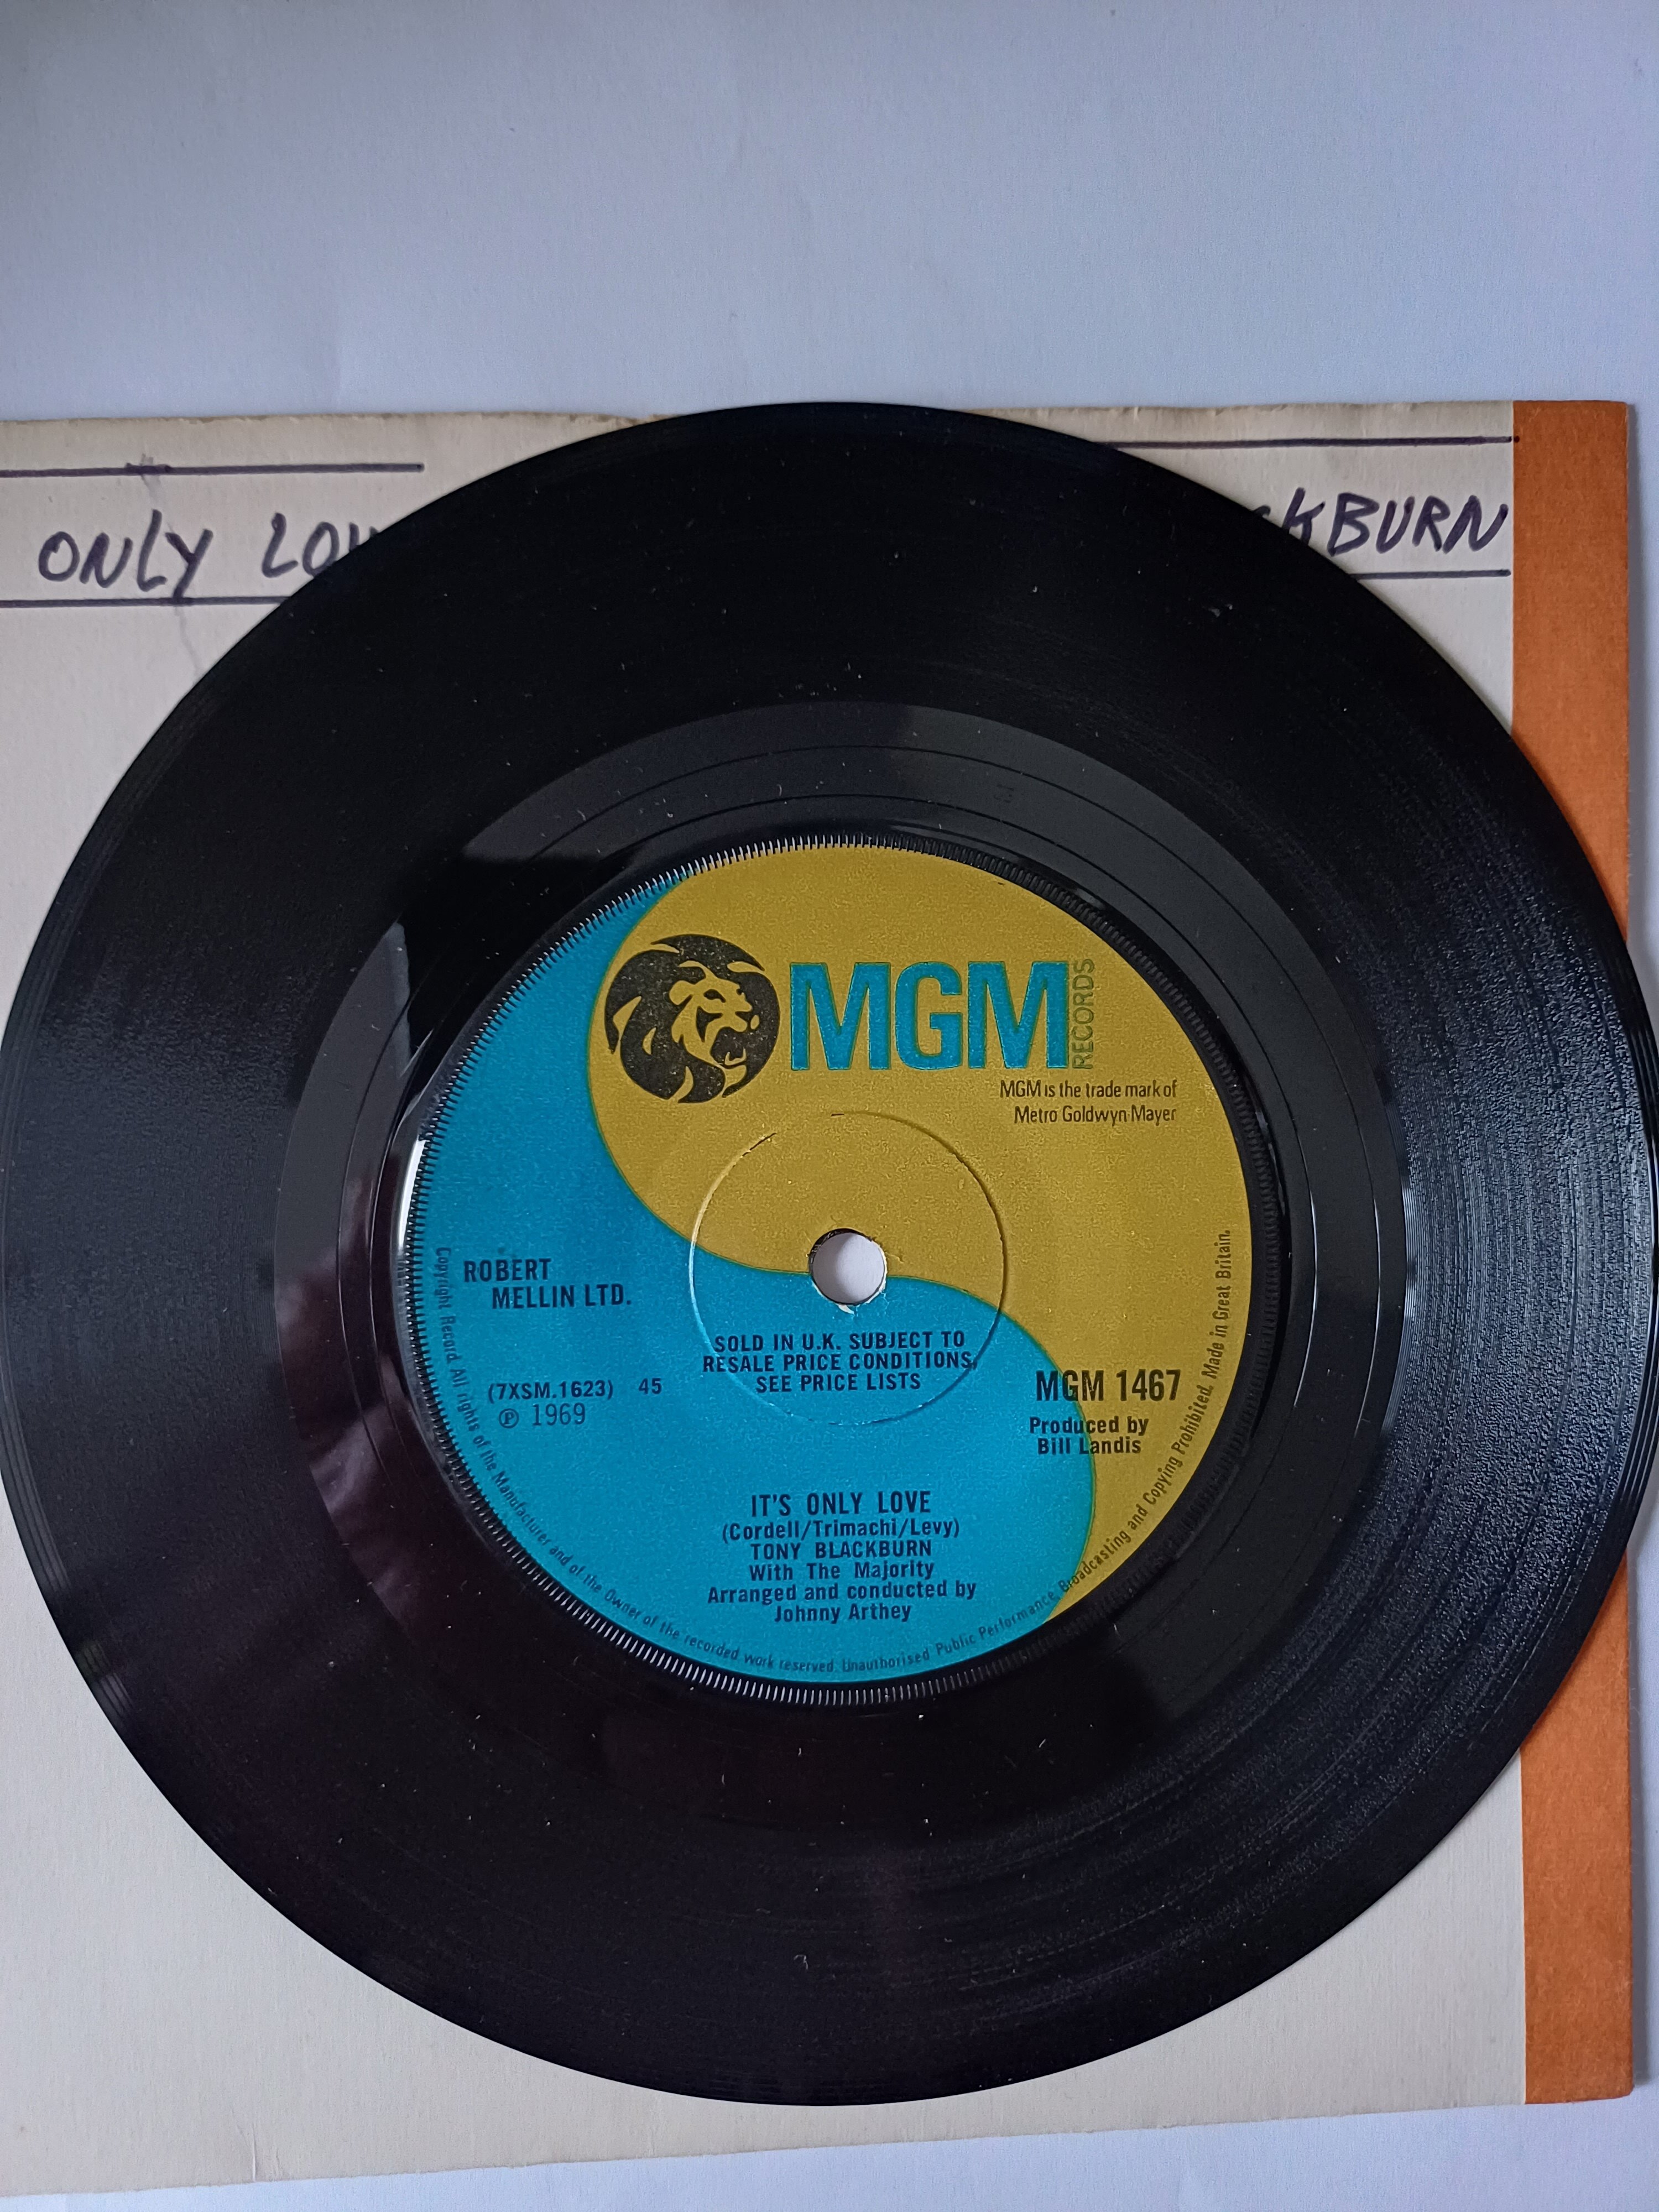 ONLY LOV
CKBURN
MGM RECORDS
MGM is the trade mark of
Metro Goldwyn Mayer
ROBERT
MELLIN LTD.
SOLD IN U.K. SUBJECT TO
RESALE PRICE CONDITIONS,
SEE PRICE LISTS
(7XSM.1623) 45
℗ 1969
MGM 1467
Produced by
Bill Landis
IT'S ONLY LOVE
(Cordell/Trimachi/Levy)
TONY BLACKBURN
With The Majority
Arranged and conducted by
Johnny Arthey
Copyright Record All rights of the Manufacturer and of the Owner of the recorded work reserved. Unauthorised Public Performance, Broadcasting and Copying Prohibited. Made in Great Britain.